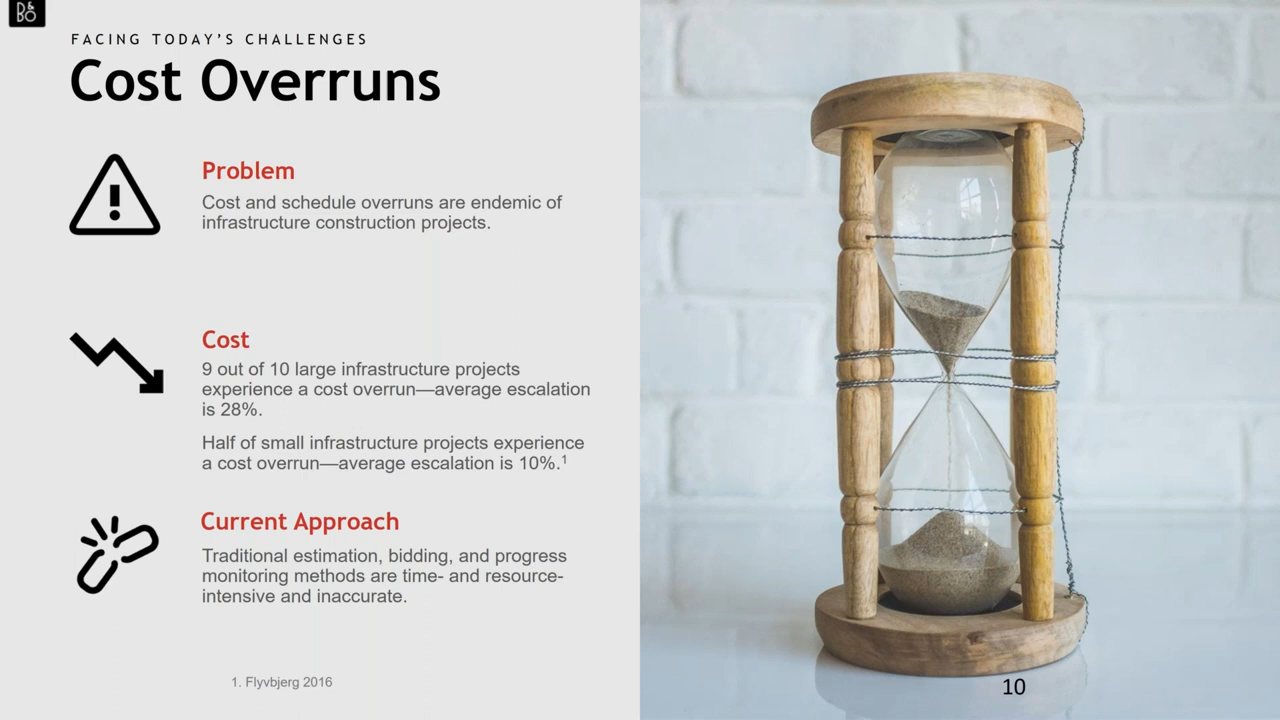 B&O
FACING TODAY'S CHALLENGES
Cost Overruns
Problem
Cost and schedule overruns are endemic of
infrastructure construction projects.
Cost
9 out of 10 large infrastructure projects
experience a cost overrun—average escalation
is 28%.
Half of small infrastructure projects experience
a cost overrun—average escalation is 10%.¹
Current Approach
Traditional estimation, bidding, and progress
monitoring methods are time- and resource-
intensive and inaccurate.
1. Flyvbjerg 2016
10